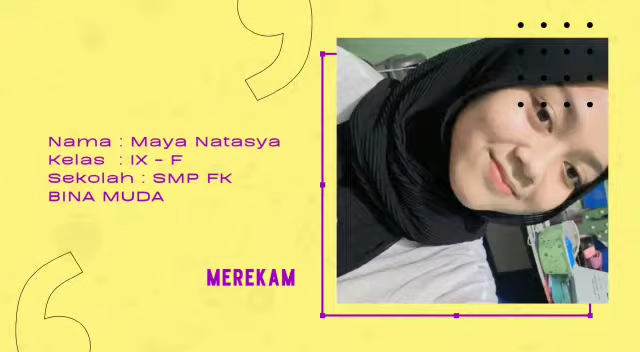 Nama : Maya Natasya
Kelas : IX - F
Sekolah : SMP FK
BINA MUDA
MEREKAM